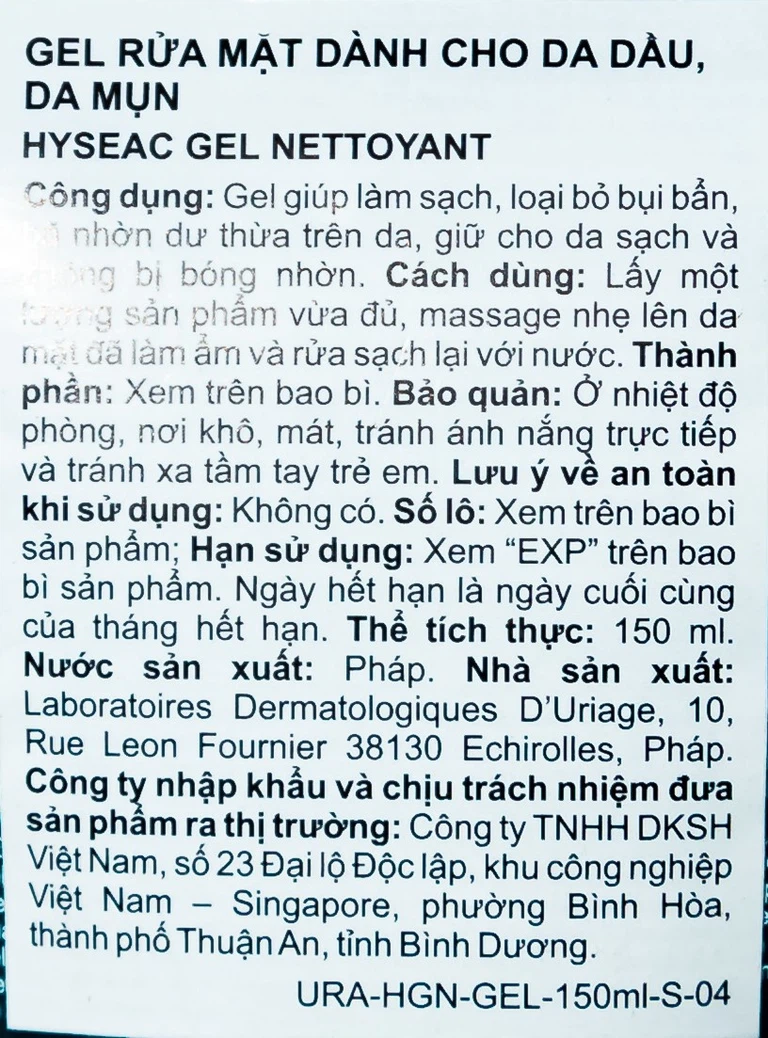 GEL RỬA MẶT DÀNH CHO DA DẦU,
DA MỤN
HYSEAC GEL NETTOYANT
Công dụng: Gel giúp làm sạch, loại bỏ bụi bẩn,
nhờn dư thừa trên da, giữ cho da sạch và
không bị bóng nhờn. Cách dùng: Lấy một
lượng sản phẩm vừa đủ, massage nhẹ lên da
mặt đã làm ẩm và rửa sạch lại với nước. Thành
phần: Xem trên bao bì. Bảo quản: Ở nhiệt độ
phòng, nơi khô, mát, tránh ánh nắng trực tiếp
và tránh xa tầm tay trẻ em. Lưu ý về an toàn
khi sử dụng: Không có. Số lô: Xem trên bao bì
sản phẩm; Hạn sử dụng: Xem “EXP” trên bao
bì sản phẩm. Ngày hết hạn là ngày cuối cùng
của tháng hết hạn. Thể tích thực: 150 ml.
Nước sản xuất: Pháp. Nhà sản xuất:
Laboratoires Dermatologiques D’Uriage, 10,
Rue Leon Fournier 38130 Echirolles, Pháp.
Công ty nhập khẩu và chịu trách nhiệm đưa
sản phẩm ra thị trường: Công ty TNHH DKSH
Việt Nam, số 23 Đại lộ Độc lập, khu công nghiệp
Việt Nam – Singapore, phường Bình Hòa,
thành phố Thuận An, tỉnh Bình Dương.
URA-HGN-GEL-150ml-S-04